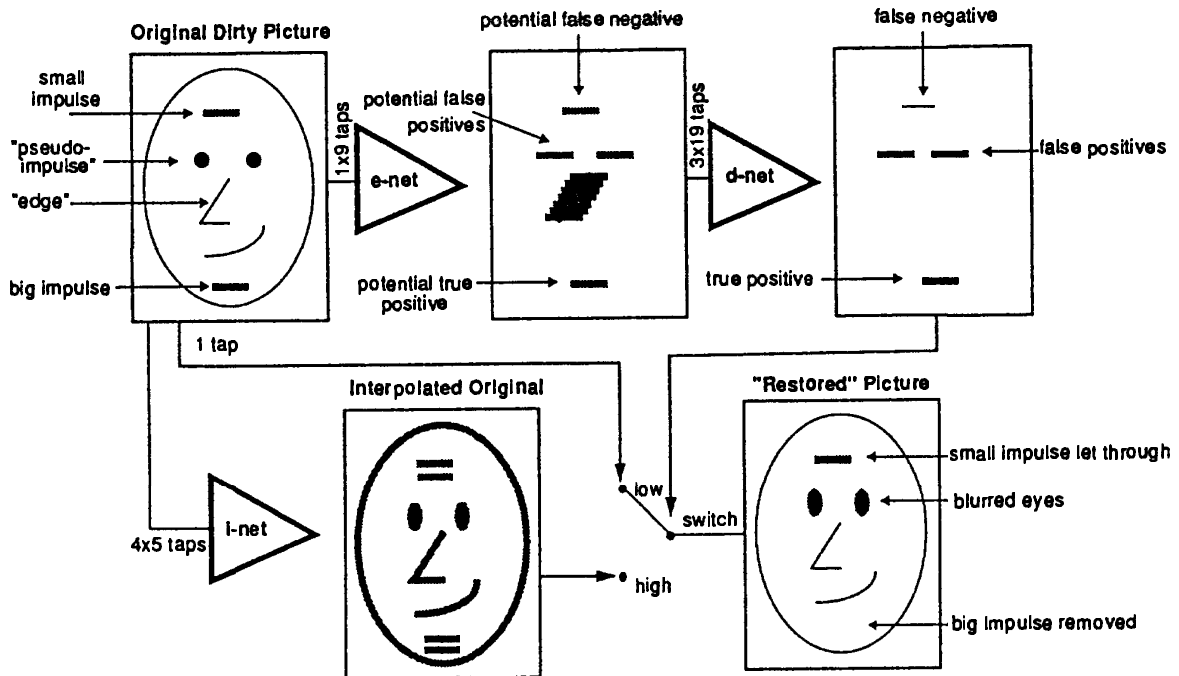 Original Dirty Picture
small
impulse
"pseudo-
impulse"
"edge"
big impulse
1x9 taps
e-net
potential false negative
potential false
positives
potential true
positive
3x19 taps
d-net
false negative
false positives
true positive
1 tap
4x5 taps
i-net
Interpolated Original
low
switch
high
"Restored" Picture
small impulse let through
blurred eyes
big impulse removed